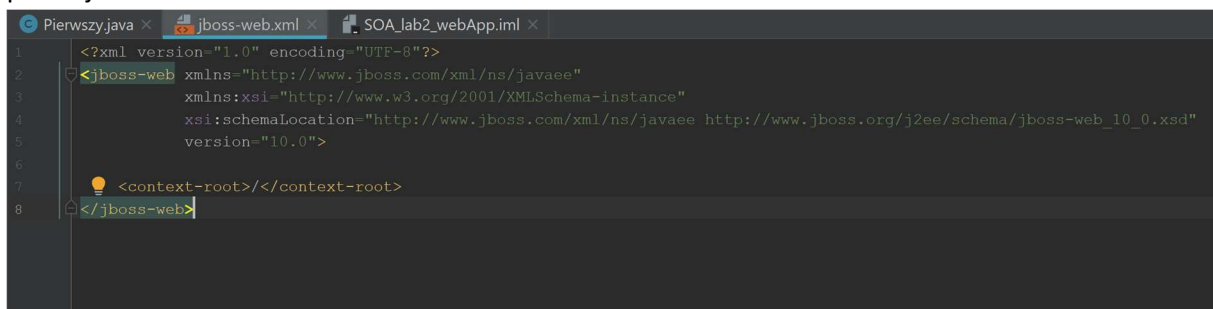 Pierwszy.java × jboss-web.xml × SOA_lab2_webApp.iml ×
1 <?xml version="1.0" encoding="UTF-8"?>
2 <jboss-web xmlns="http://www.jboss.com/xml/ns/javaee"
3 xmlns:xsi="http://www.w3.org/2001/XMLSchema-instance"
4 xsi:schemaLocation="http://www.jboss.com/xml/ns/javaee http://www.jboss.org/j2ee/schema/jboss-web_10_0.xsd"
5 version="10.0">
6
7 <context-root>/</context-root>
8 </jboss-web>